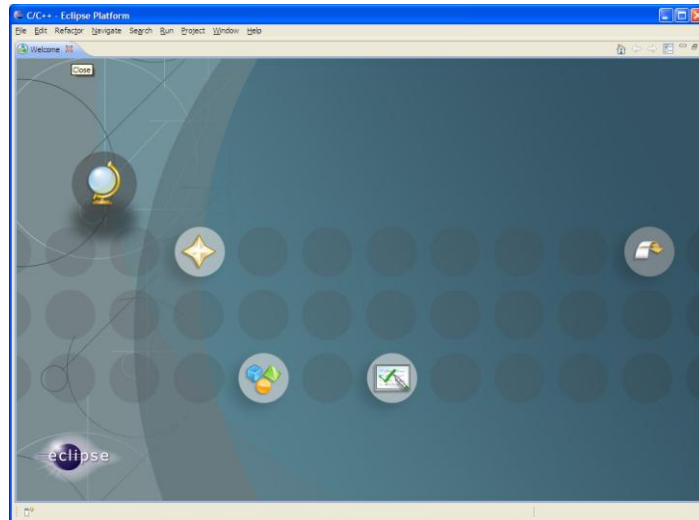 C/C++ - Eclipse Platform
File Edit Refactor Navigate Search Run Project Window Help
Welcome
Close
eclipse